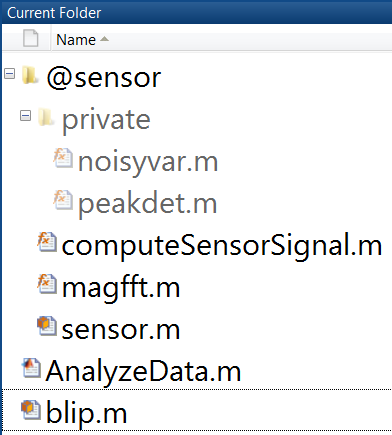 Current Folder
Name
@sensor
private
noisyvar.m
peakdet.m
computeSensorSignal.m
magfft.m
sensor.m
AnalyzeData.m
blip.m